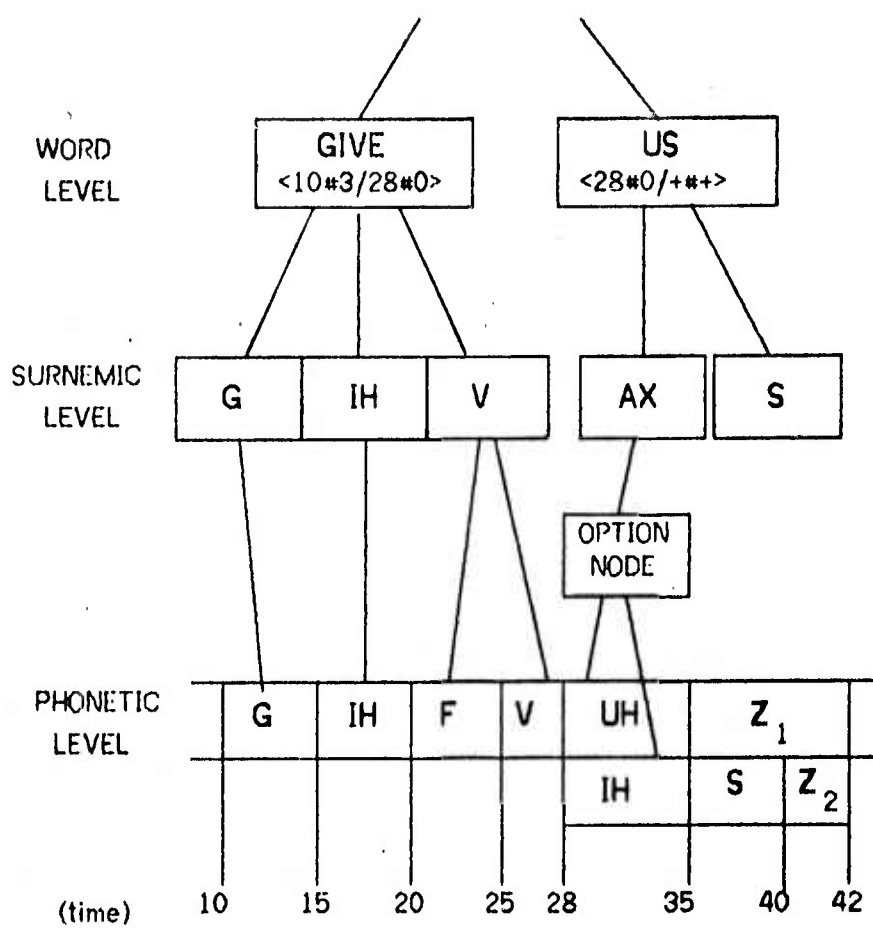 WORD
LEVEL
GIVE
<10#3/28#0>
US
<28#0/+#+>
SURNEMIC
LEVEL
G
IH
V
AX
S
OPTION
NODE
PHONETIC
LEVEL
G
IH
F
V
UH
Z1
IH
S
Z2
(time)
10
15
20
25
28
35
40
42